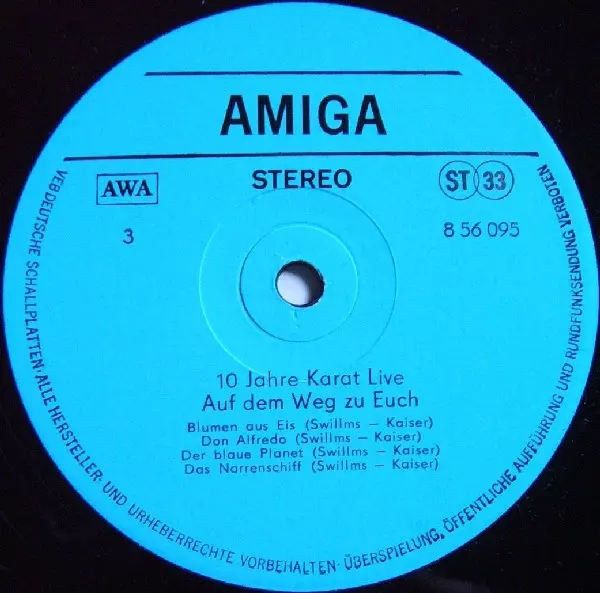 AMIGA
AWA
STEREO
ST 33
3
8 56 095
10 Jahre Karat Live
Auf dem Weg zu Euch
Blumen aus Eis (Swillms – Kaiser)
Don Alfredo (Swillms – Kaiser)
Der blaue Planet (Swillms – Kaiser)
Das Narrenschiff (Swillms – Kaiser)
VEB DEUTSCHE SCHALLPLATTEN · ALLE HERSTELLER- UND URHEBERRECHTE VORBEHALTEN · ÜBERSPIELUNG, ÖFFENTLICHE AUFFÜHRUNG UND RUNDFUNKSENDUNG VERBOTEN